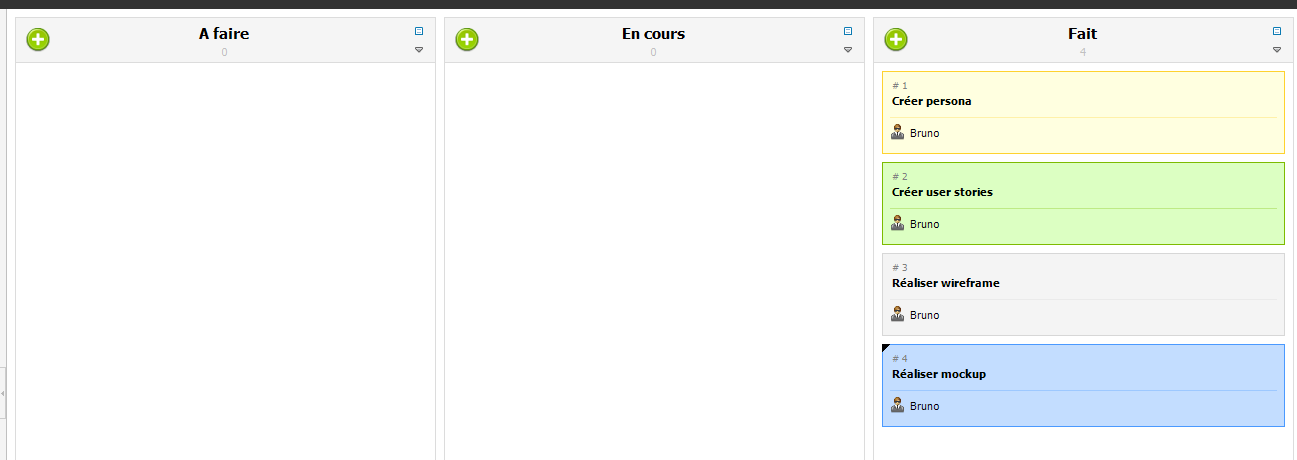 A faire
0
En cours
0
Fait
4
# 1
Créer persona
Bruno
# 2
Créer user stories
Bruno
# 3
Réaliser wireframe
Bruno
# 4
Réaliser mockup
Bruno